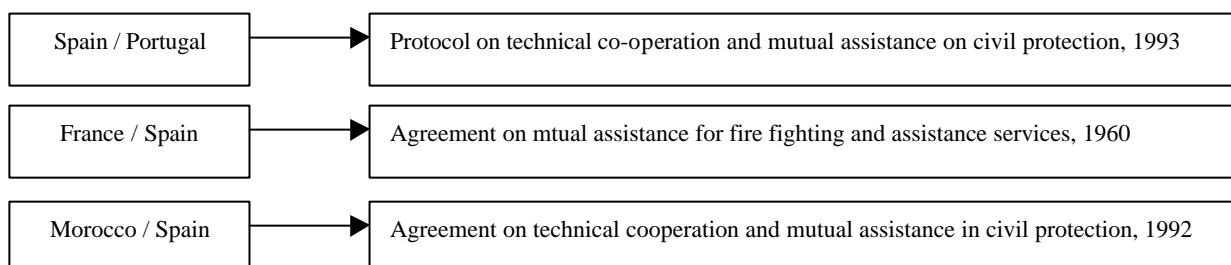 Spain / Portugal
Protocol on technical co-operation and mutual assistance on civil protection, 1993
France / Spain
Agreement on mtual assistance for fire fighting and assistance services, 1960
Morocco / Spain
Agreement on technical cooperation and mutual assistance in civil protection, 1992